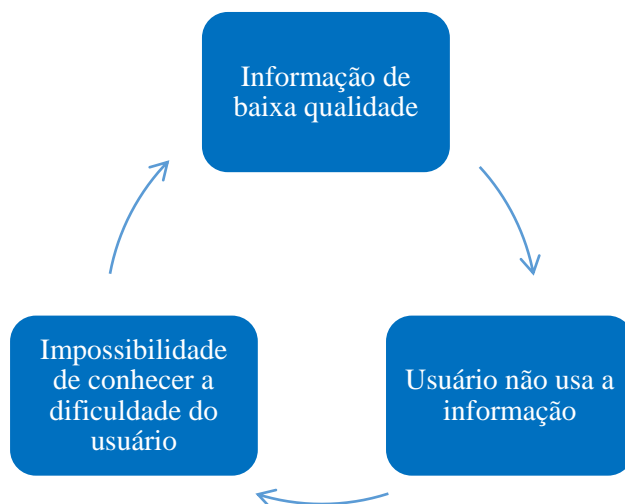 Informação de
baixa qualidade
Usuário não usa a
informação
Impossibilidade
de conhecer a
dificuldade do
usuário